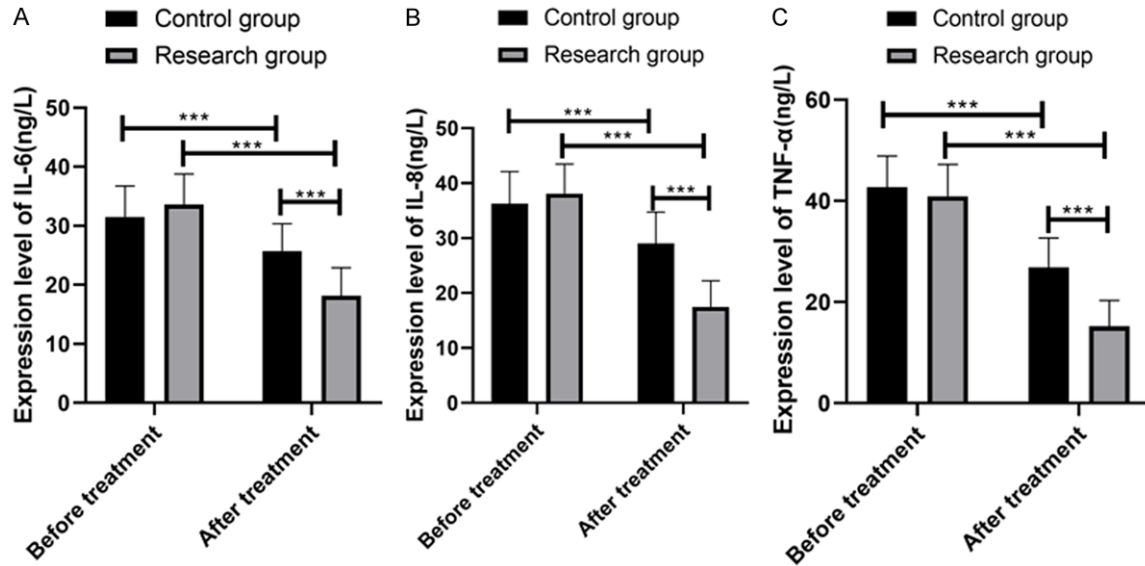 A
Control group
Research group
Expression level of IL-6(ng/L)
50
40
30
20
10
0
***
***
***
Before treatment
After treatment
B
Control group
Research group
Expression level of IL-8(ng/L)
50
40
30
20
10
0
***
***
***
Before treatment
After treatment
C
Control group
Research group
Expression level of TNF-α(ng/L)
60
40
20
0
***
***
***
Before treatment
After treatment